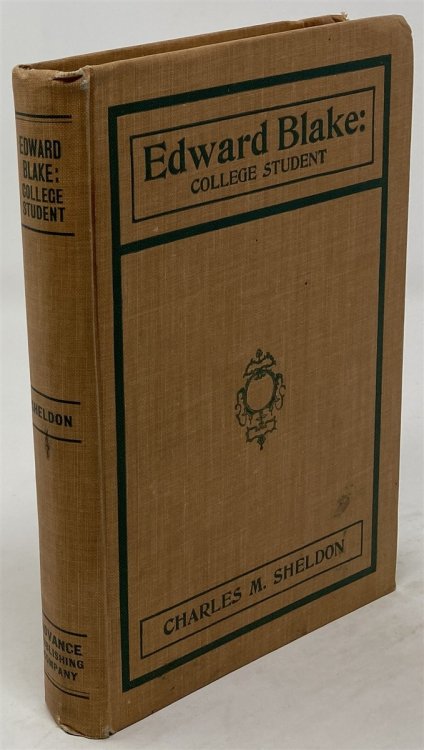 EDWARD
BLAKE:
COLLEGE
STUDENT
SHELDON
ADVANCE
PUBLISHING
COMPANY
Edward Blake:
COLLEGE STUDENT
CHARLES M. SHELDON